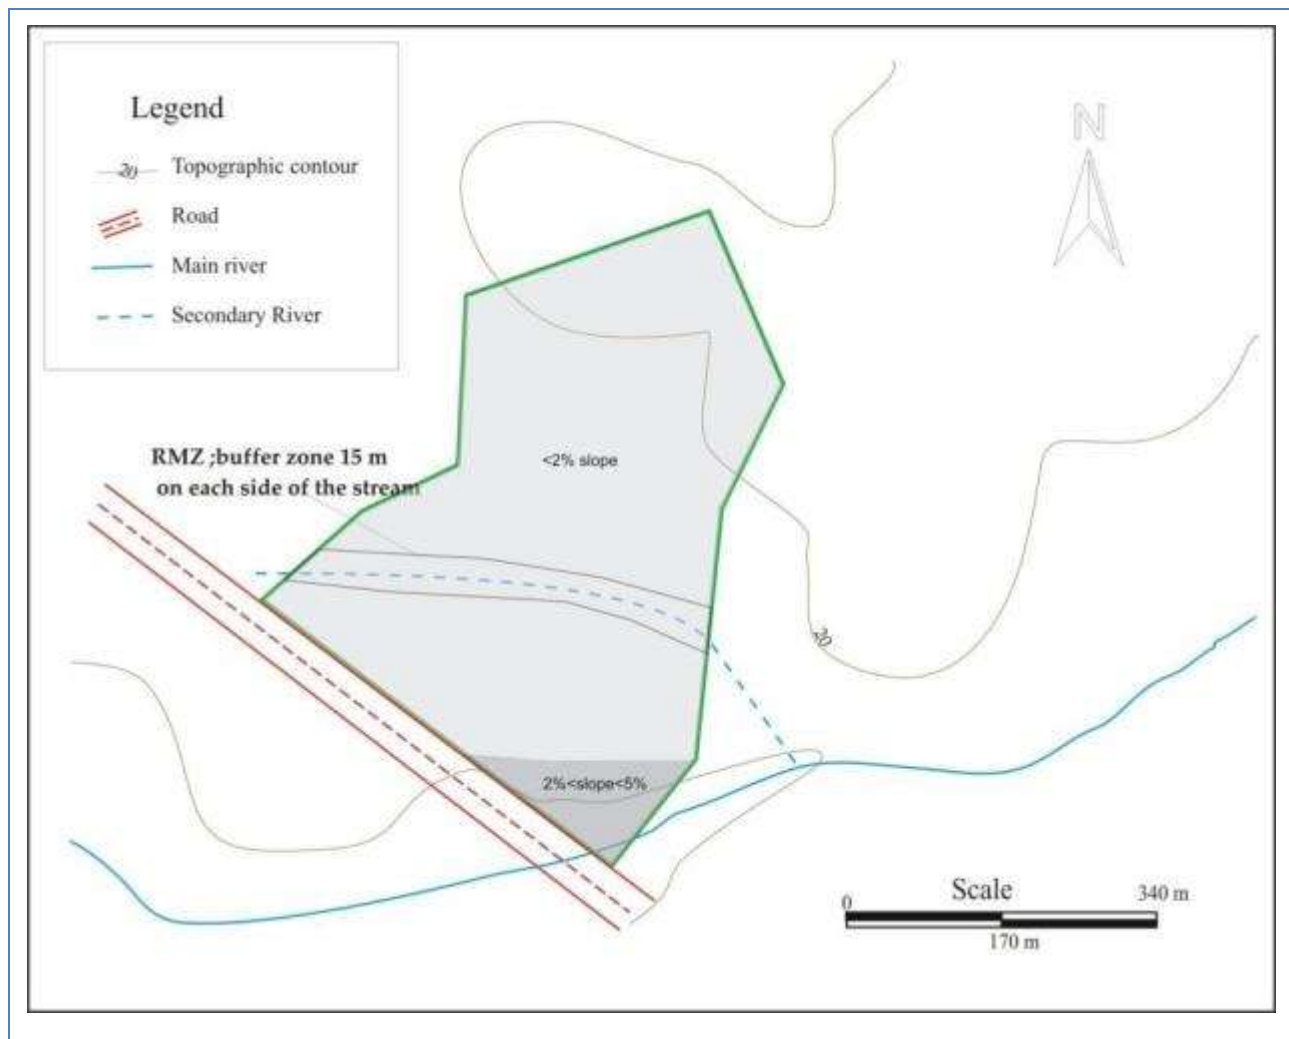 Legend
20
Topographic contour
Road
Main river
Secondary River
N
RMZ ;buffer zone 15 m
on each side of the stream
<2% slope
20
2%<slope<5%
Scale
0
340 m
170 m